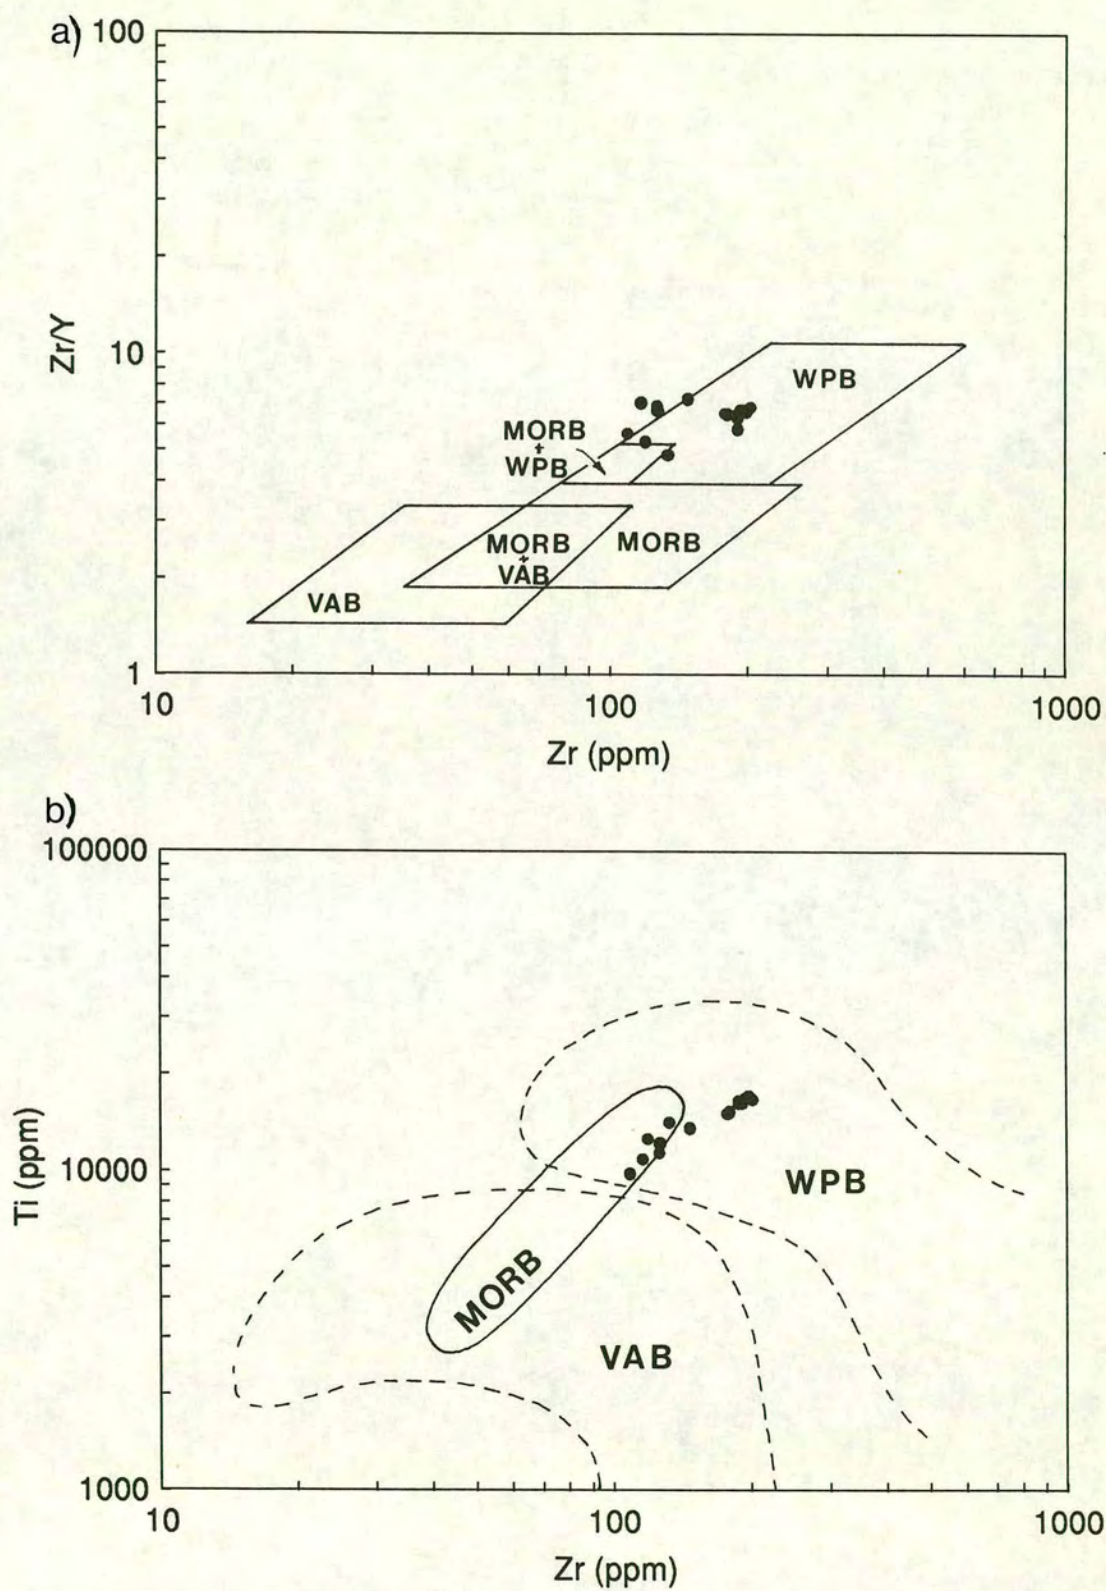 a)
100
Zr/Y
10
1
WPB
MORB
+
WPB
MORB
+
VAB
MORB
VAB
10 100 1000
Zr (ppm)
b)
100000
Ti (ppm)
10000
1000
WPB
MORB
VAB
10 100 1000
Zr (ppm)